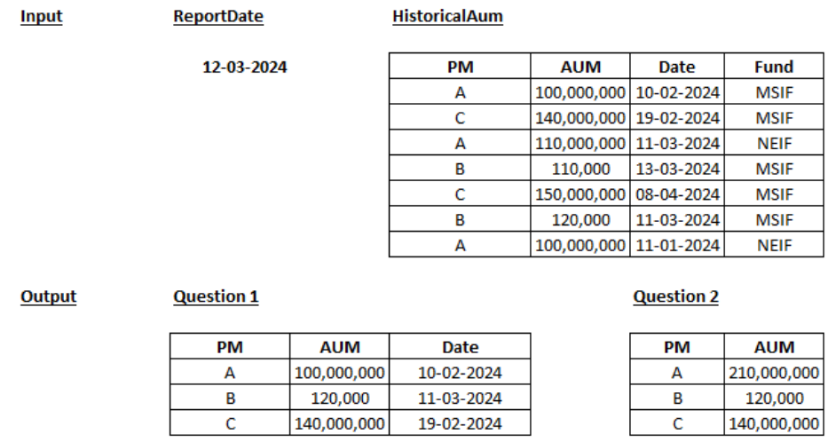 Input ReportDate HistoricalAum
12-03-2024 PM AUM Date Fund
A 100,000,000 10-02-2024 MSIF
C 140,000,000 19-02-2024 MSIF
A 110,000,000 11-03-2024 NEIF
B 110,000 13-03-2024 MSIF
C 150,000,000 08-04-2024 MSIF
B 120,000 11-03-2024 MSIF
A 100,000,000 11-01-2024 NEIF
Output Question 1 Question 2
PM AUM Date PM AUM
A 100,000,000 10-02-2024 A 210,000,000
B 120,000 11-03-2024 B 120,000
C 140,000,000 19-02-2024 C 140,000,000